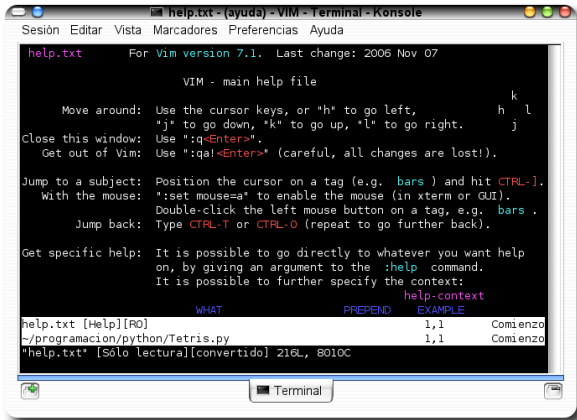 help.txt - (ayuda) - VIM - Terminal - Konsole
Sesión Editar Vista Marcadores Preferencias Ayuda
help.txt For Vim version 7.1. Last change: 2006 Nov 07
VIM - main help file
k
Move around: Use the cursor keys, or "h" to go left, h l
"j" to go down, "k" to go up, "l" to go right. j
Close this window: Use ":q<Enter>".
Get out of Vim: Use ":qa!<Enter>" (careful, all changes are lost!).
Jump to a subject: Position the cursor on a tag (e.g. bars ) and hit CTRL-].
With the mouse: ":set mouse=a" to enable the mouse (in xterm or GUI).
Double-click the left mouse button on a tag, e.g. bars .
Jump back: Type CTRL-T or CTRL-O (repeat to go further back).
Get specific help: It is possible to go directly to whatever you want help
on, by giving an argument to the :help command.
It is possible to further specify the context:
help-context
WHAT PREPEND EXAMPLE
help.txt [Help][RO] 1,1 Comienzo
~/programacion/python/Tetris.py 1,1 Comienzo
"help.txt" [Sólo lectura][convertido] 216L, 8010C
Terminal